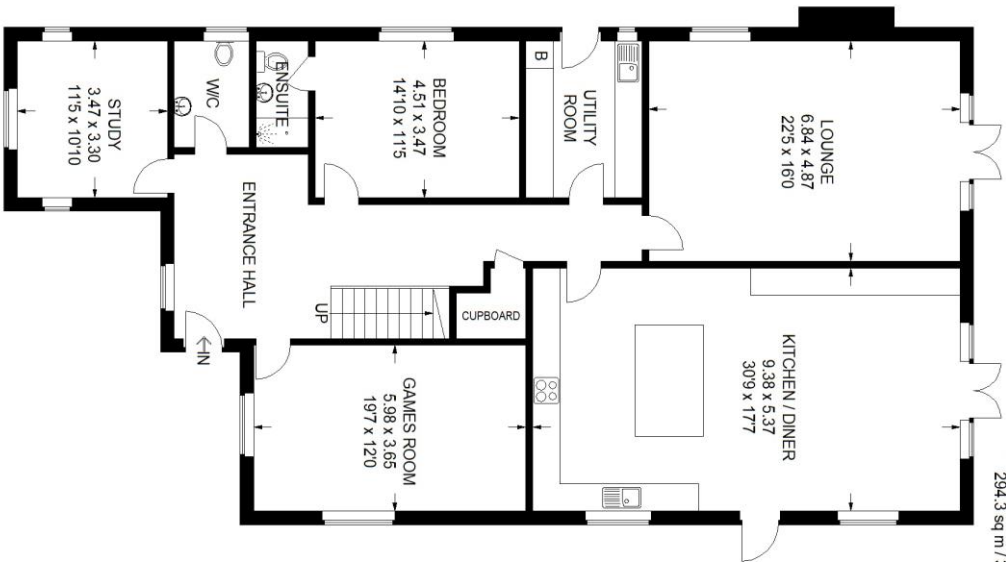 STUDY
3.47 x 3.30
11'5 x 10'10
W/C
ENSUITE
BEDROOM
4.51 x 3.47
14'10 x 11'5
B
UTILITY
ROOM
LOUNGE
6.84 x 4.87
22'5 x 16'0
ENTRANCE HALL
UP
CUPBOARD
IN
GAMES ROOM
5.98 x 3.65
19'7 x 12'0
KITCHEN / DINER
9.38 x 5.37
30'9 x 17'7
294.3 sq m /